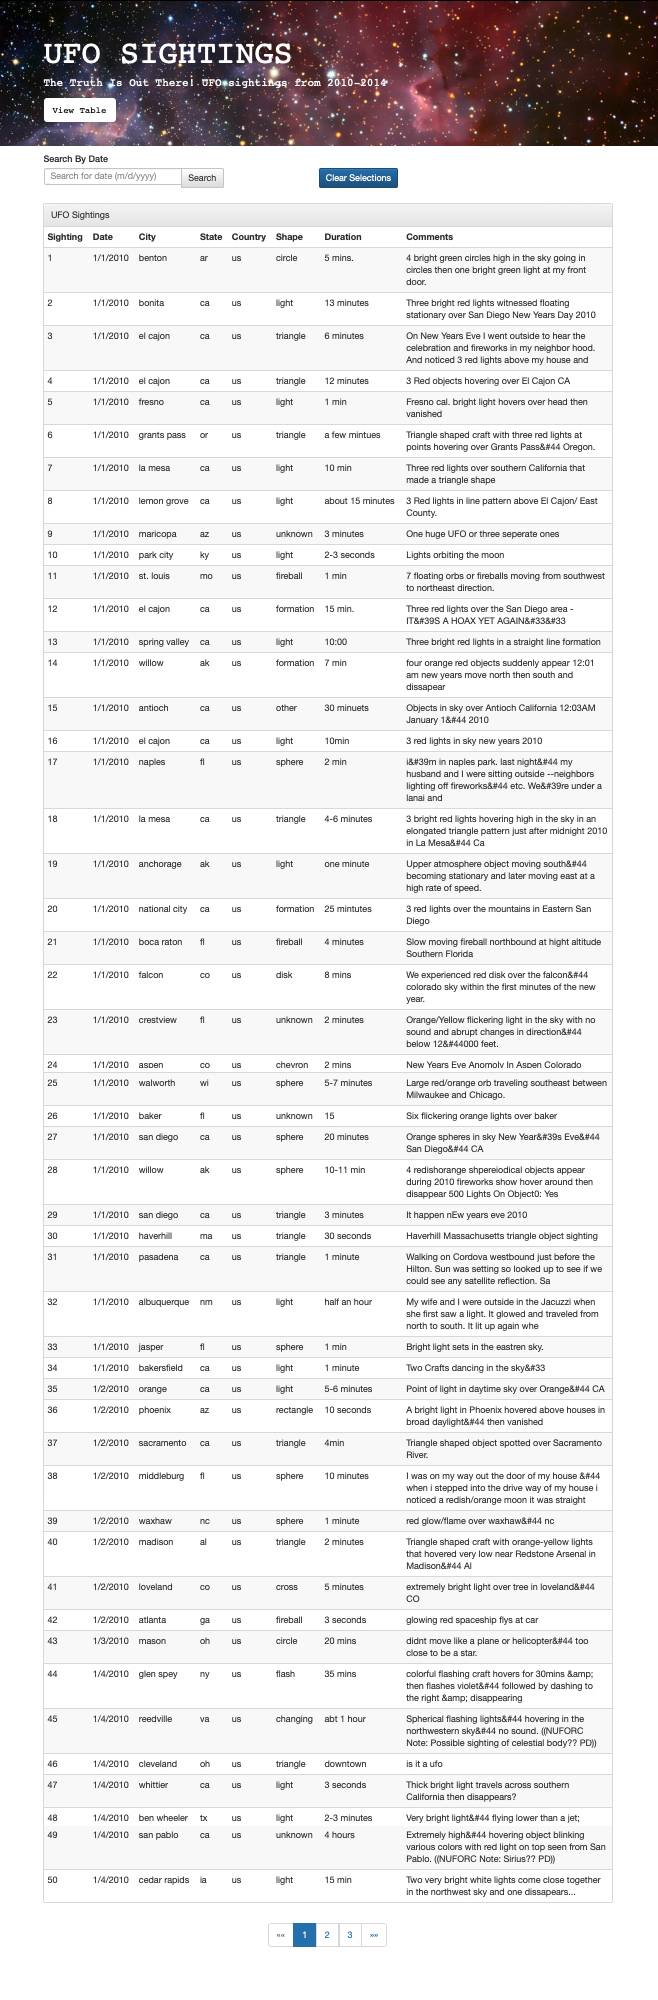 UFO SIGHTINGS
The Truth Is Out There! UFO sightings from 2010-2014
View Table
Search By Date
Search for date (m/d/yyyy) Search Clear Selections
UFO Sightings
Sighting Date City State Country Shape Duration Comments
1 1/1/2010 benton ar us circle 5 mins. 4 bright green circles high in the sky going in
circles then one bright green light at my front
door.
2 1/1/2010 bonita ca us light 13 minutes Three bright red lights witnessed floating
stationary over San Diego New Years Day 2010
3 1/1/2010 el cajon ca us triangle 6 minutes On New Years Eve I went outside to hear the
celebration and fireworks in my neighbor hood.
And noticed 3 red lights above my house and
4 1/1/2010 el cajon ca us triangle 12 minutes 3 Red objects hovering over El Cajon CA
5 1/1/2010 fresno ca us light 1 min Fresno cal. bright light hovers over head then
vanished
6 1/1/2010 grants pass or us triangle a few mintues Triangle shaped craft with three red lights at
points hovering over Grants Pass&#44 Oregon.
7 1/1/2010 la mesa ca us light 10 min Three red lights over southern California that
made a triangle shape
8 1/1/2010 lemon grove ca us light about 15 minutes 3 Red lights in line pattern above El Cajon/ East
County.
9 1/1/2010 maricopa az us unknown 3 minutes One huge UFO or three seperate ones
10 1/1/2010 park city ky us light 2-3 seconds Lights orbiting the moon
11 1/1/2010 st. louis mo us fireball 1 min 7 floating orbs or fireballs moving from southwest
to northeast direction.
12 1/1/2010 el cajon ca us formation 15 min. Three red lights over the San Diego area -
IT&#39S A HOAX YET AGAIN&#33&#33
13 1/1/2010 spring valley ca us light 10:00 Three bright red lights in a straight line formation
14 1/1/2010 willow ak us formation 7 min four orange red objects suddenly appear 12:01
am new years move north then south and
dissapear
15 1/1/2010 antioch ca us other 30 minuets Objects in sky over Antioch California 12:03AM
January 1&#44 2010
16 1/1/2010 el cajon ca us light 10min 3 red lights in sky new years 2010
17 1/1/2010 naples fl us sphere 2 min i&#39m in naples park. last night&#44 my
husband and I were sitting outside --neighbors
lighting off fireworks&#44 etc. We&#39re under a
lanai and
18 1/1/2010 la mesa ca us triangle 4-6 minutes 3 bright red lights hovering high in the sky in an
elongated triangle pattern just after midnight 2010
in La Mesa&#44 Ca
19 1/1/2010 anchorage ak us light one minute Upper atmosphere object moving south&#44
becoming stationary and later moving east at a
high rate of speed.
20 1/1/2010 national city ca us formation 25 mintutes 3 red lights over the mountains in Eastern San
Diego
21 1/1/2010 boca raton fl us fireball 4 minutes Slow moving fireball northbound at hight altitude
Southern Florida
22 1/1/2010 falcon co us disk 8 mins We experienced red disk over the falcon&#44
colorado sky within the first minutes of the new
year.
23 1/1/2010 crestview fl us unknown 2 minutes Orange/Yellow flickering light in the sky with no
sound and abrupt changes in direction&#44
below 12&#44000 feet.
24 1/1/2010 aspen co us chevron 2 mins New Years Eve Anomoly In Aspen Colorado
25 1/1/2010 walworth wi us sphere 5-7 minutes Large red/orange orb traveling southeast between
Milwaukee and Chicago.
26 1/1/2010 baker fl us unknown 15 Six flickering orange lights over baker
27 1/1/2010 san diego ca us sphere 20 minutes Orange spheres in sky New Year&#39s Eve&#44
San Diego&#44 CA
28 1/1/2010 willow ak us sphere 10-11 min 4 redishorange shpereiodical objects appear
during 2010 fireworks show hover around then
disappear 500 Lights On Object0: Yes
29 1/1/2010 san diego ca us triangle 3 minutes It happen nEw years eve 2010
30 1/1/2010 haverhill ma us triangle 30 seconds Haverhill Massachusetts triangle object sighting
31 1/1/2010 pasadena ca us triangle 1 minute Walking on Cordova westbound just before the
Hilton. Sun was setting so looked up to see if we
could see any satellite reflection. Sa
32 1/1/2010 albuquerque nm us light half an hour My wife and I were outside in the Jacuzzi when
she first saw a light. It glowed and traveled from
north to south. It lit up again whe
33 1/1/2010 jasper fl us sphere 1 min Bright light sets in the eastren sky.
34 1/1/2010 bakersfield ca us light 1 minute Two Crafts dancing in the sky&#33
35 1/2/2010 orange ca us light 5-6 minutes Point of light in daytime sky over Orange&#44 CA
36 1/2/2010 phoenix az us rectangle 10 seconds A bright light in Phoenix hovered above houses in
broad daylight&#44 then vanished
37 1/2/2010 sacramento ca us triangle 4min Triangle shaped object spotted over Sacramento
River.
38 1/2/2010 middleburg fl us sphere 10 minutes I was on my way out the door of my house &#44
when i stepped into the drive way of my house i
noticed a redish/orange moon it was straight
39 1/2/2010 waxhaw nc us sphere 1 minute red glow/flame over waxhaw&#44 nc
40 1/2/2010 madison al us triangle 2 minutes Triangle shaped craft with orange-yellow lights
that hovered very low near Redstone Arsenal in
Madison&#44 Al
41 1/2/2010 loveland co us cross 5 minutes extremely bright light over tree in loveland&#44
CO
42 1/2/2010 atlanta ga us fireball 3 seconds glowing red spaceship flys at car
43 1/3/2010 mason oh us circle 20 mins didnt move like a plane or helicopter&#44 too
close to be a star.
44 1/4/2010 glen spey ny us flash 35 mins colorful flashing craft hovers for 30mins &amp;
then flashes violet&#44 followed by dashing to
the right &amp; disappearing
45 1/4/2010 reedville va us changing abt 1 hour Spherical flashing lights&#44 hovering in the
northwestern sky&#44 no sound. ((NUFORC
Note: Possible sighting of celestial body?? PD))
46 1/4/2010 cleveland oh us triangle downtown is it a ufo
47 1/4/2010 whittier ca us light 3 seconds Thick bright light travels across southern
California then disappears?
48 1/4/2010 ben wheeler tx us light 2-3 minutes Very bright light&#44 flying lower than a jet;
49 1/4/2010 san pablo ca us unknown 4 hours Extremely high&#44 hovering object blinking
various colors with red light on top seen from San
Pablo. ((NUFORC Note: Sirius?? PD))
50 1/4/2010 cedar rapids ia us light 15 min Two very bright white lights come close together
in the northwest sky and one dissapears...
«« 1 2 3 »»